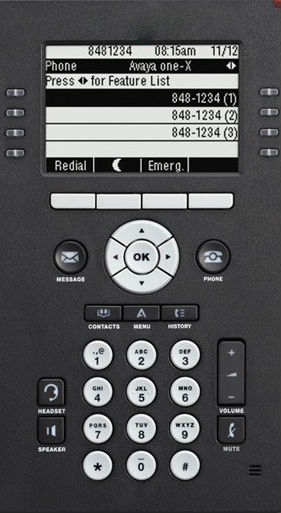 8481234 08:15am 11/12
Phone Avaya one-X ◂▸
Press ◂▸ for Feature List
848-1234 (1)
848-1234 (2)
848-1234 (3)
Redial Emerg.
OK
MESSAGE PHONE
CONTACTS MENU HISTORY
.,@ ABC DEF
1 2 3
GHI JKL MNO
4 5 6
PQRS TUV WXYZ
7 8 9
* 0 #
HEADSET
SPEAKER
+
−
VOLUME
MUTE